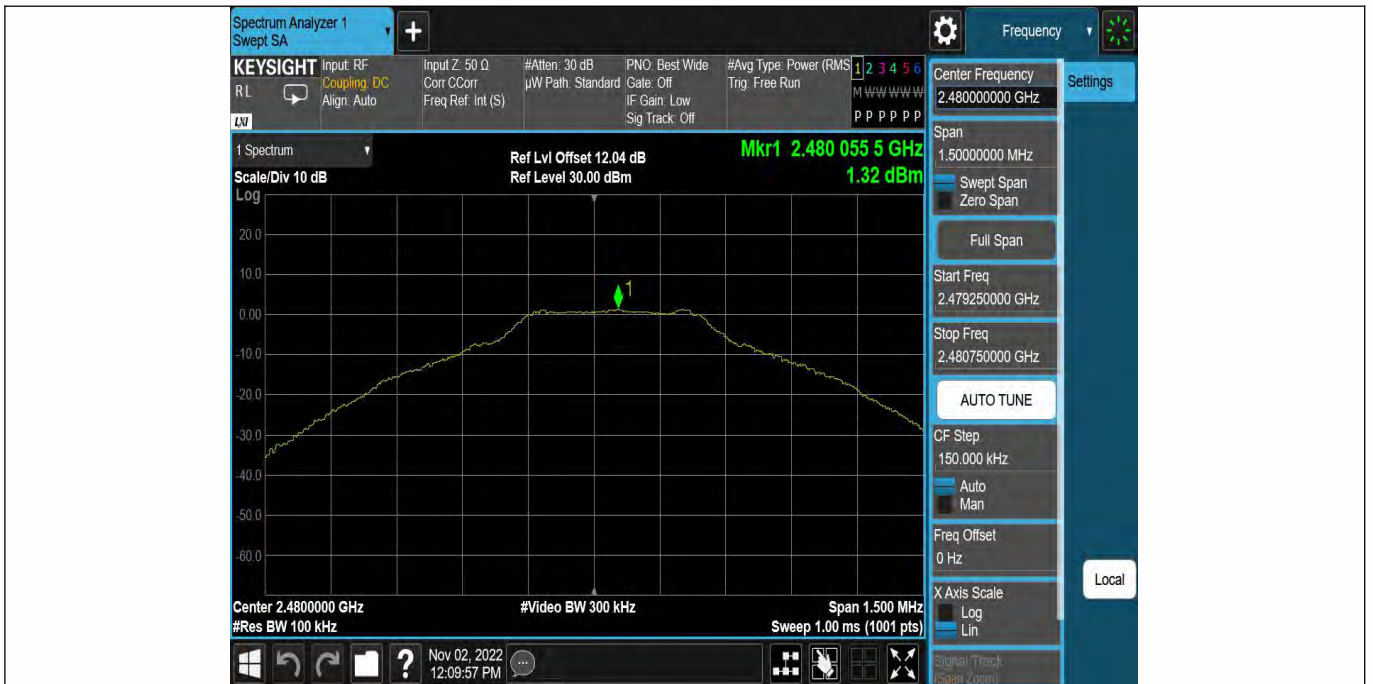 Spectrum Analyzer 1
Swept SA
+
Frequency
KEYSIGHT
RL
LXI
Input: RF
Coupling: DC
Align: Auto
Input Z: 50 Ω
Corr CCorr
Freq Ref: Int (S)
#Atten: 30 dB
µW Path: Standard
PNO: Best Wide
Gate: Off
IF Gain: Low
Sig Track: Off
#Avg Type: Power (RMS
Trig: Free Run
1 2 3 4 5 6
M W W W W W
P P P P P P
1 Spectrum
Scale/Div 10 dB
Log
Ref Lvl Offset 12.04 dB
Ref Level 30.00 dBm
Mkr1 2.480 055 5 GHz
1.32 dBm
20.0
10.0
0.00
-10.0
-20.0
-30.0
-40.0
-50.0
-60.0
1
Center 2.4800000 GHz
#Res BW 100 kHz
#Video BW 300 kHz
Span 1.500 MHz
Sweep 1.00 ms (1001 pts)
Center Frequency
2.480000000 GHz
Settings
Span
1.50000000 MHz
Swept Span
Zero Span
Full Span
Start Freq
2.479250000 GHz
Stop Freq
2.480750000 GHz
AUTO TUNE
CF Step
150.000 kHz
Auto
Man
Freq Offset
0 Hz
X Axis Scale
Log
Lin
Signal Track
(Span Zoom)
Local
?
Nov 02, 2022
12:09:57 PM